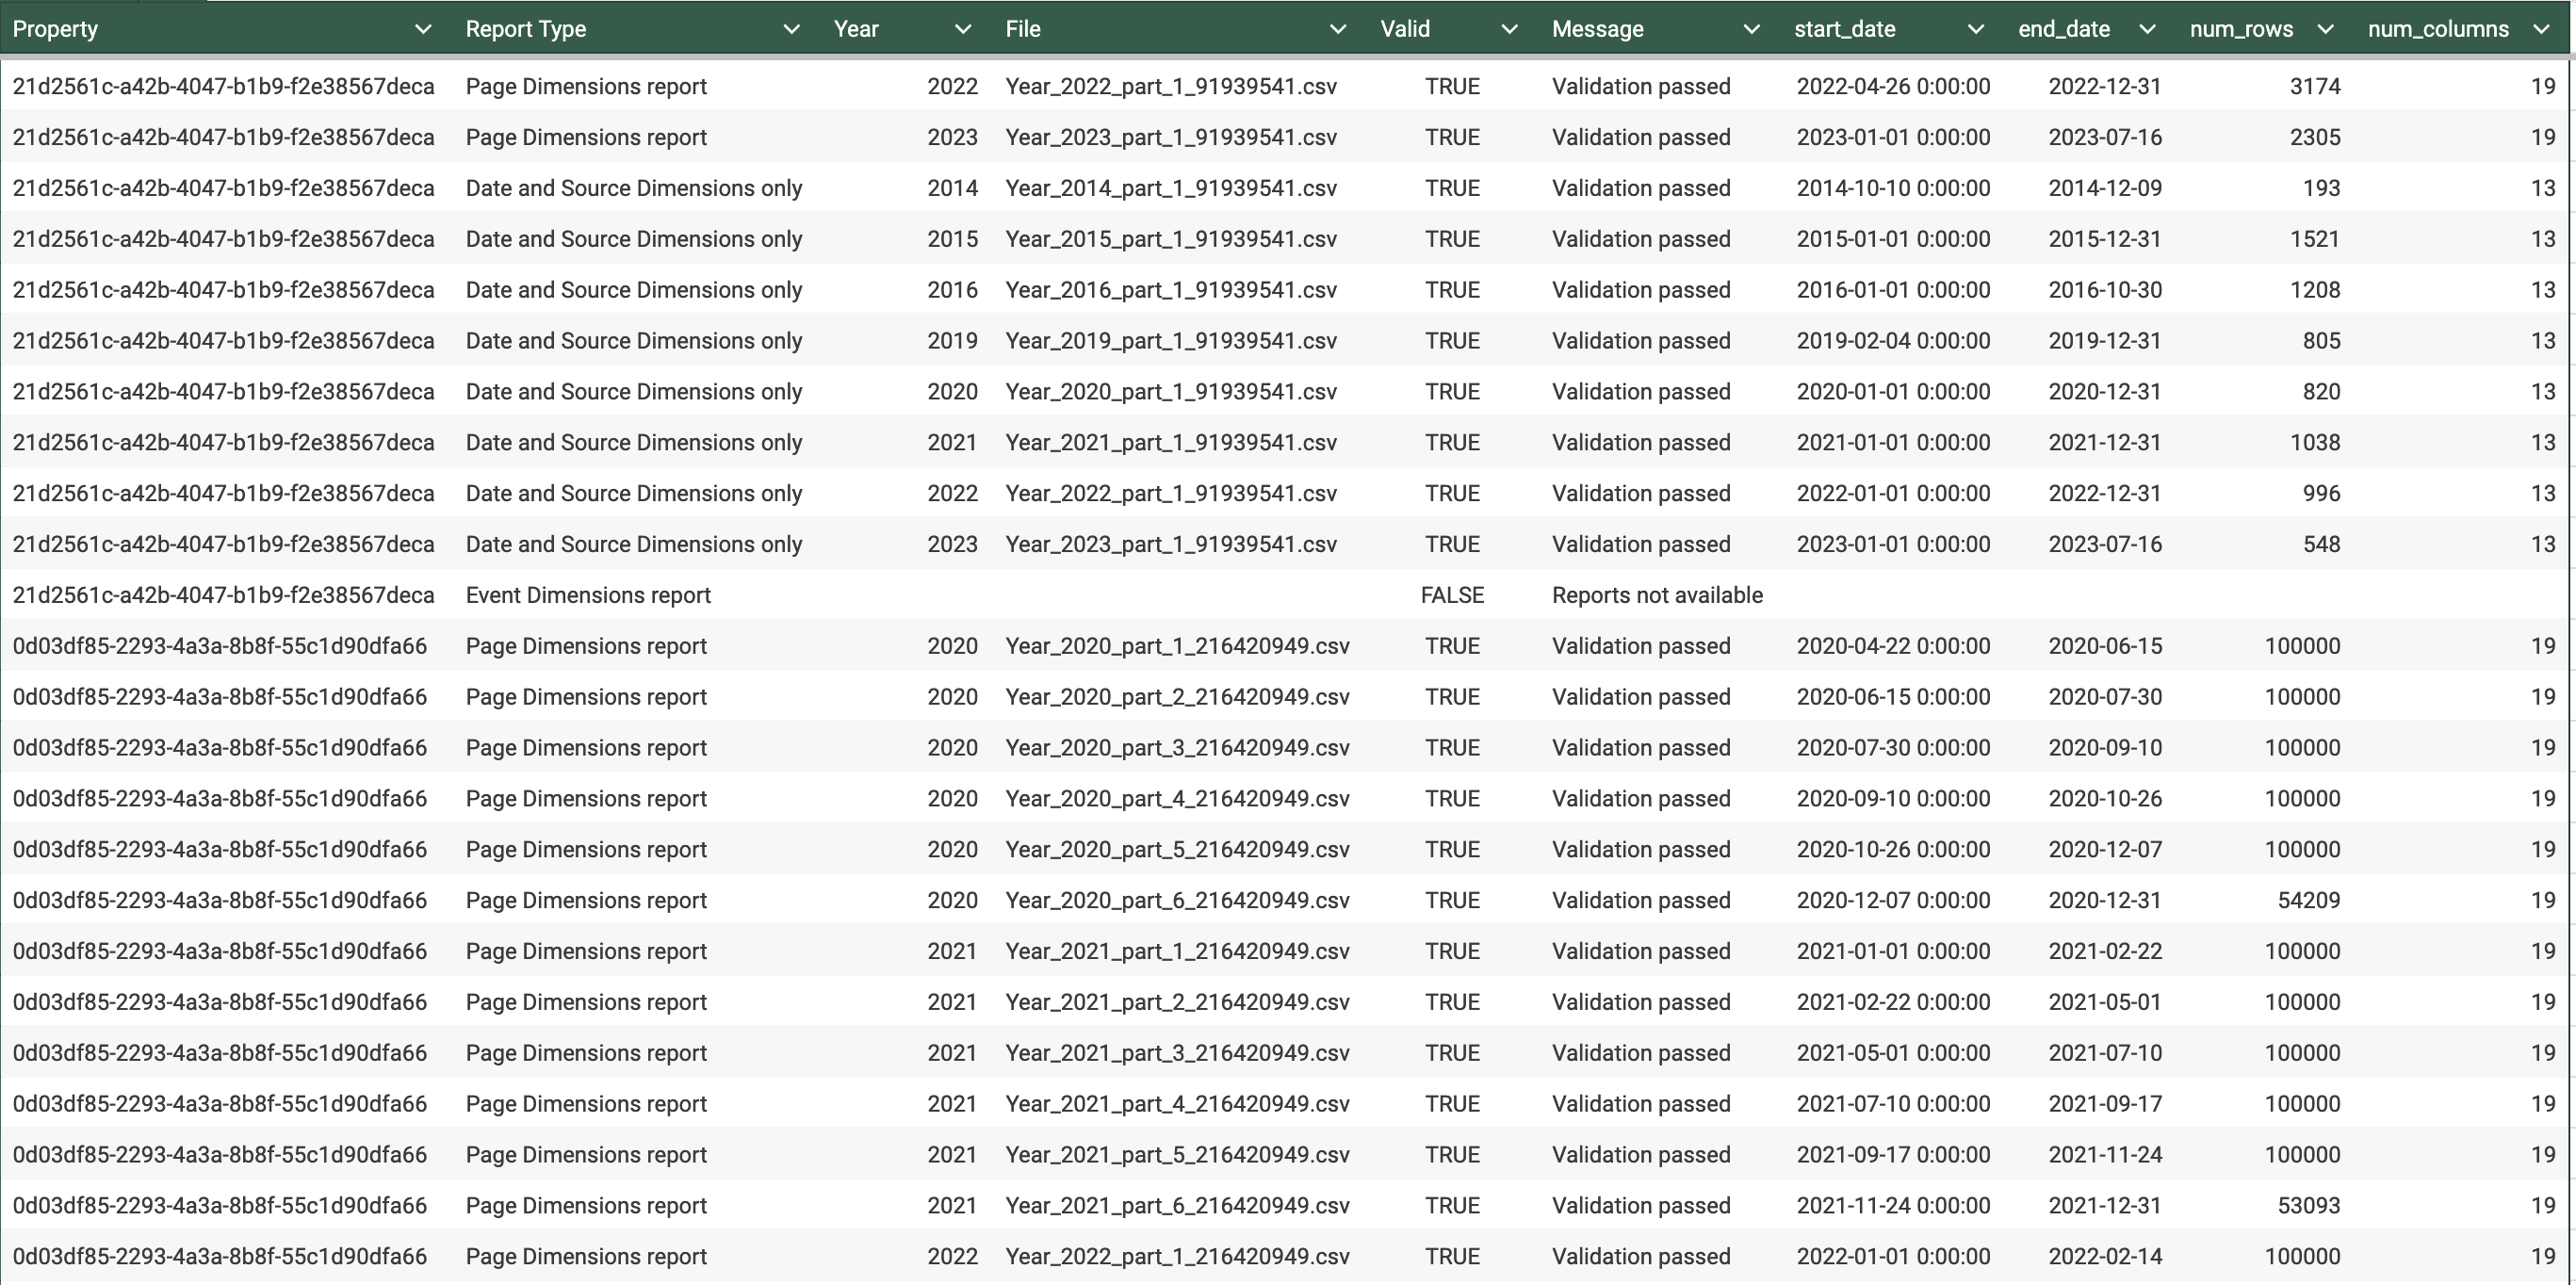 Property Report Type Year File Valid Message start_date end_date num_rows num_columns
21d2561c-a42b-4047-b1b9-f2e38567deca Page Dimensions report 2022 Year_2022_part_1_91939541.csv TRUE Validation passed 2022-04-26 0:00:00 2022-12-31 3174 19
21d2561c-a42b-4047-b1b9-f2e38567deca Page Dimensions report 2023 Year_2023_part_1_91939541.csv TRUE Validation passed 2023-01-01 0:00:00 2023-07-16 2305 19
21d2561c-a42b-4047-b1b9-f2e38567deca Date and Source Dimensions only 2014 Year_2014_part_1_91939541.csv TRUE Validation passed 2014-10-10 0:00:00 2014-12-09 193 13
21d2561c-a42b-4047-b1b9-f2e38567deca Date and Source Dimensions only 2015 Year_2015_part_1_91939541.csv TRUE Validation passed 2015-01-01 0:00:00 2015-12-31 1521 13
21d2561c-a42b-4047-b1b9-f2e38567deca Date and Source Dimensions only 2016 Year_2016_part_1_91939541.csv TRUE Validation passed 2016-01-01 0:00:00 2016-10-30 1208 13
21d2561c-a42b-4047-b1b9-f2e38567deca Date and Source Dimensions only 2019 Year_2019_part_1_91939541.csv TRUE Validation passed 2019-02-04 0:00:00 2019-12-31 805 13
21d2561c-a42b-4047-b1b9-f2e38567deca Date and Source Dimensions only 2020 Year_2020_part_1_91939541.csv TRUE Validation passed 2020-01-01 0:00:00 2020-12-31 820 13
21d2561c-a42b-4047-b1b9-f2e38567deca Date and Source Dimensions only 2021 Year_2021_part_1_91939541.csv TRUE Validation passed 2021-01-01 0:00:00 2021-12-31 1038 13
21d2561c-a42b-4047-b1b9-f2e38567deca Date and Source Dimensions only 2022 Year_2022_part_1_91939541.csv TRUE Validation passed 2022-01-01 0:00:00 2022-12-31 996 13
21d2561c-a42b-4047-b1b9-f2e38567deca Date and Source Dimensions only 2023 Year_2023_part_1_91939541.csv TRUE Validation passed 2023-01-01 0:00:00 2023-07-16 548 13
21d2561c-a42b-4047-b1b9-f2e38567deca Event Dimensions report FALSE Reports not available
0d03df85-2293-4a3a-8b8f-55c1d90dfa66 Page Dimensions report 2020 Year_2020_part_1_216420949.csv TRUE Validation passed 2020-04-22 0:00:00 2020-06-15 100000 19
0d03df85-2293-4a3a-8b8f-55c1d90dfa66 Page Dimensions report 2020 Year_2020_part_2_216420949.csv TRUE Validation passed 2020-06-15 0:00:00 2020-07-30 100000 19
0d03df85-2293-4a3a-8b8f-55c1d90dfa66 Page Dimensions report 2020 Year_2020_part_3_216420949.csv TRUE Validation passed 2020-07-30 0:00:00 2020-09-10 100000 19
0d03df85-2293-4a3a-8b8f-55c1d90dfa66 Page Dimensions report 2020 Year_2020_part_4_216420949.csv TRUE Validation passed 2020-09-10 0:00:00 2020-10-26 100000 19
0d03df85-2293-4a3a-8b8f-55c1d90dfa66 Page Dimensions report 2020 Year_2020_part_5_216420949.csv TRUE Validation passed 2020-10-26 0:00:00 2020-12-07 100000 19
0d03df85-2293-4a3a-8b8f-55c1d90dfa66 Page Dimensions report 2020 Year_2020_part_6_216420949.csv TRUE Validation passed 2020-12-07 0:00:00 2020-12-31 54209 19
0d03df85-2293-4a3a-8b8f-55c1d90dfa66 Page Dimensions report 2021 Year_2021_part_1_216420949.csv TRUE Validation passed 2021-01-01 0:00:00 2021-02-22 100000 19
0d03df85-2293-4a3a-8b8f-55c1d90dfa66 Page Dimensions report 2021 Year_2021_part_2_216420949.csv TRUE Validation passed 2021-02-22 0:00:00 2021-05-01 100000 19
0d03df85-2293-4a3a-8b8f-55c1d90dfa66 Page Dimensions report 2021 Year_2021_part_3_216420949.csv TRUE Validation passed 2021-05-01 0:00:00 2021-07-10 100000 19
0d03df85-2293-4a3a-8b8f-55c1d90dfa66 Page Dimensions report 2021 Year_2021_part_4_216420949.csv TRUE Validation passed 2021-07-10 0:00:00 2021-09-17 100000 19
0d03df85-2293-4a3a-8b8f-55c1d90dfa66 Page Dimensions report 2021 Year_2021_part_5_216420949.csv TRUE Validation passed 2021-09-17 0:00:00 2021-11-24 100000 19
0d03df85-2293-4a3a-8b8f-55c1d90dfa66 Page Dimensions report 2021 Year_2021_part_6_216420949.csv TRUE Validation passed 2021-11-24 0:00:00 2021-12-31 53093 19
0d03df85-2293-4a3a-8b8f-55c1d90dfa66 Page Dimensions report 2022 Year_2022_part_1_216420949.csv TRUE Validation passed 2022-01-01 0:00:00 2022-02-14 100000 19